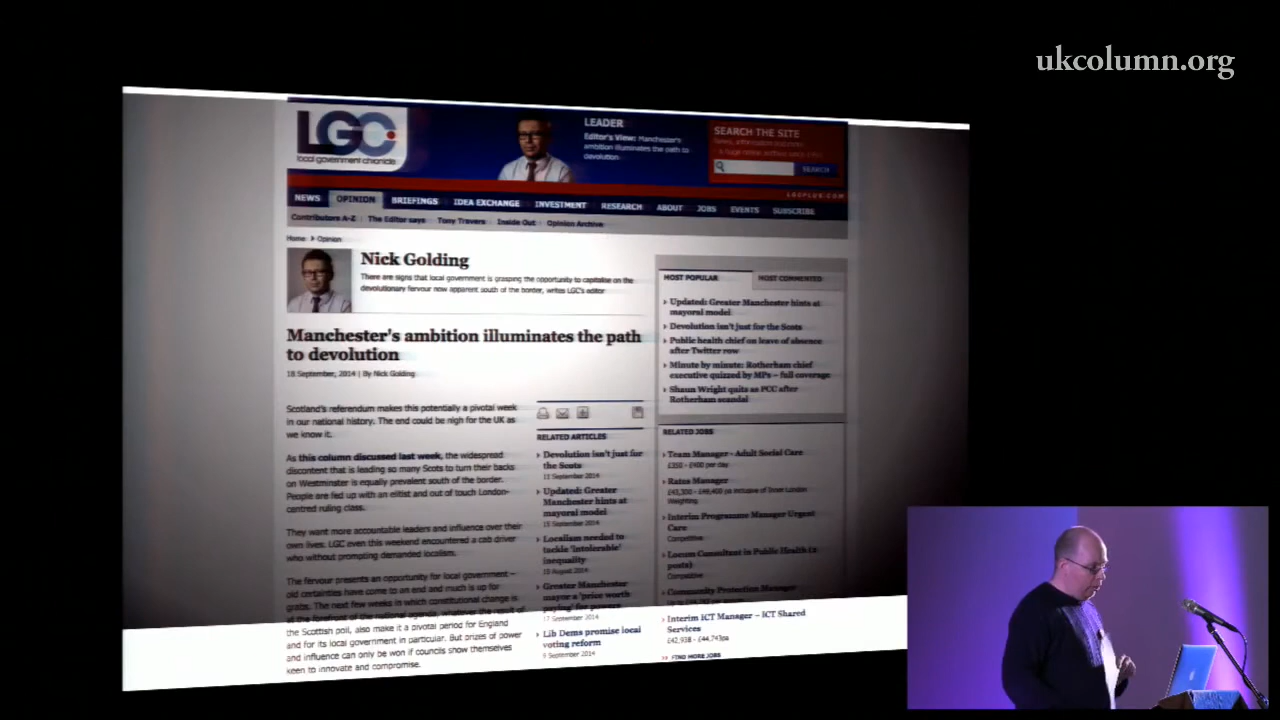 ukcolumn.org
LGC
local government chronicle
LEADER
Editor's View: Manchester's
ambition illuminates the path to
devolution
SEARCH THE SITE
News, information
SEARCH
LGCPLUS.COM
NEWS OPINION BRIEFINGS IDEA EXCHANGE INVESTMENT RESEARCH ABOUT JOBS EVENTS SUBSCRIBE
Contributors A-Z The Editor says Tony Travers Inside Out Opinion Archive
Home > Opinion
Nick Golding
There are signs that local government is grasping the opportunity to capitalise on the
devolutionary fervour now apparent south of the border, writes LGC's editor
Manchester's ambition illuminates the path
to devolution
18 September, 2014 | By Nick Golding
Scotland's referendum makes this potentially a pivotal week
in our national history. The end could be nigh for the UK as
we know it.
As this column discussed last week, the widespread
discontent that is leading so many Scots to turn their backs
on Westminster is equally prevalent south of the border.
People are fed up with an elitist and out of touch London-
centred ruling class.
They want more accountable leaders and influence over their
own lives. LGC even this weekend encountered a cab driver
who without prompting demanded localism.
The fervour presents an opportunity for local government –
old certainties have come to an end and much is up for
grabs. The next few weeks in which constitutional change is
at the forefront of the national agenda, whatever the result of
the Scottish poll, also make it a pivotal period for England
and for its local government in particular. But prizes of power
and influence can only be won if councils show themselves
keen to innovate and compromise.
RELATED ARTICLES
Devolution isn't just for
the Scots
11 September 2014
Updated: Greater
Manchester hints at
mayoral model
15 September 2014
Localism needed to
tackle 'intolerable'
inequality
August 2014
Greater Manchester
mayor a 'price worth
paying' for powers
17 September 2014
Lib Dems promise local
voting reform
9 September 2014
MOST POPULAR MOST COMMENTED
Updated: Greater Manchester hints at
mayoral model
Devolution isn't just for the Scots
Public health chief on leave of absence
after Twitter row
Minute by minute: Rotherham chief
executive quizzed by MPs – full coverage
Shaun Wright quits as PCC after
Rotherham scandal
RELATED JOBS
Team Manager - Adult Social Care
£350 - £400 per day
Rates Manager
inclusive of Inner London
Weighting
Interim Programme Manager Urgent
Care
Competitive
Locum Consultant in Public Health (2
posts)
Competitive
Community Protection Manager
Interim ICT Manager – ICT Shared
Services
£42,938 - £44,743pa
FIND MORE JOBS